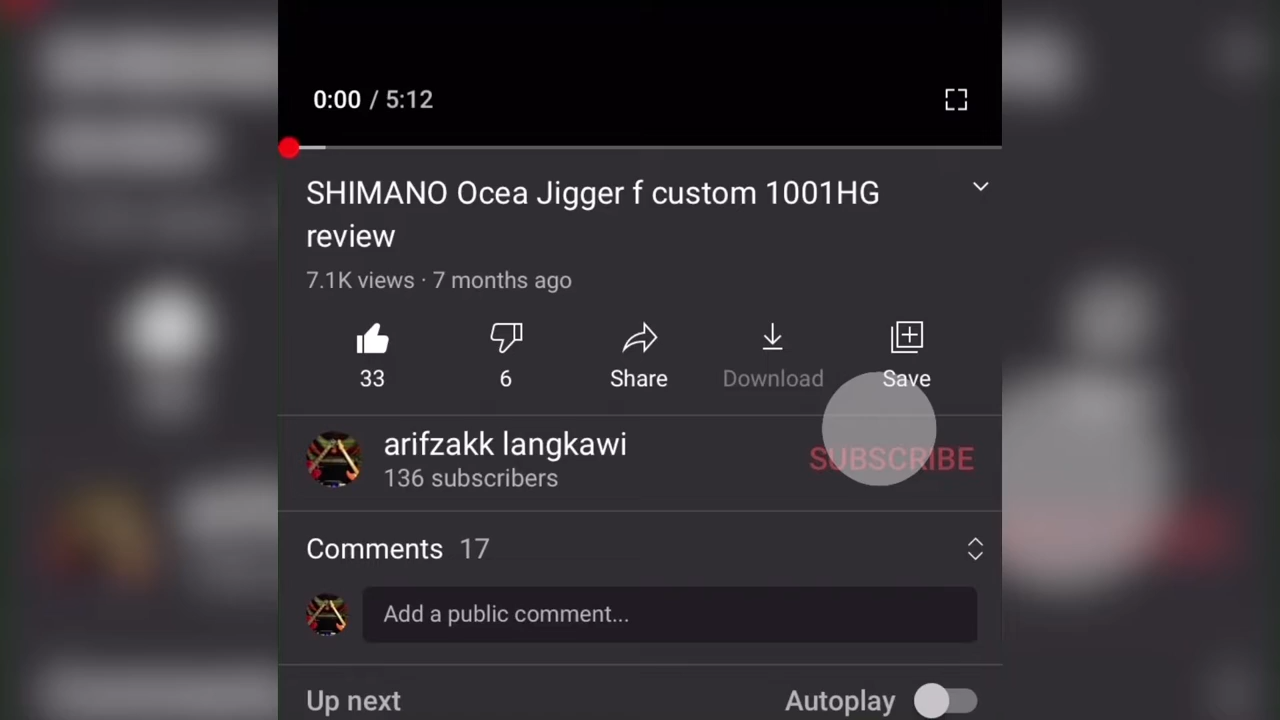 0:00 / 5:12
SHIMANO Ocea Jigger f custom 1001HG
review
7.1K views · 7 months ago
33
6
Share
Download
Save
arifzakk langkawi
136 subscribers
SUBSCRIBE
Comments 17
Add a public comment...
Up next
Autoplay